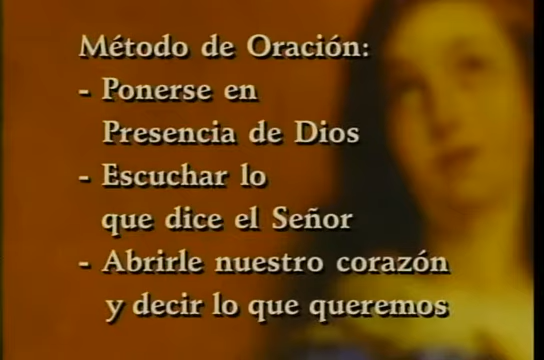 Método de Oración:
- Ponerse en
Presencia de Dios
- Escuchar lo
que dice el Señor
- Abrirle nuestro corazón
y decir lo que queremos